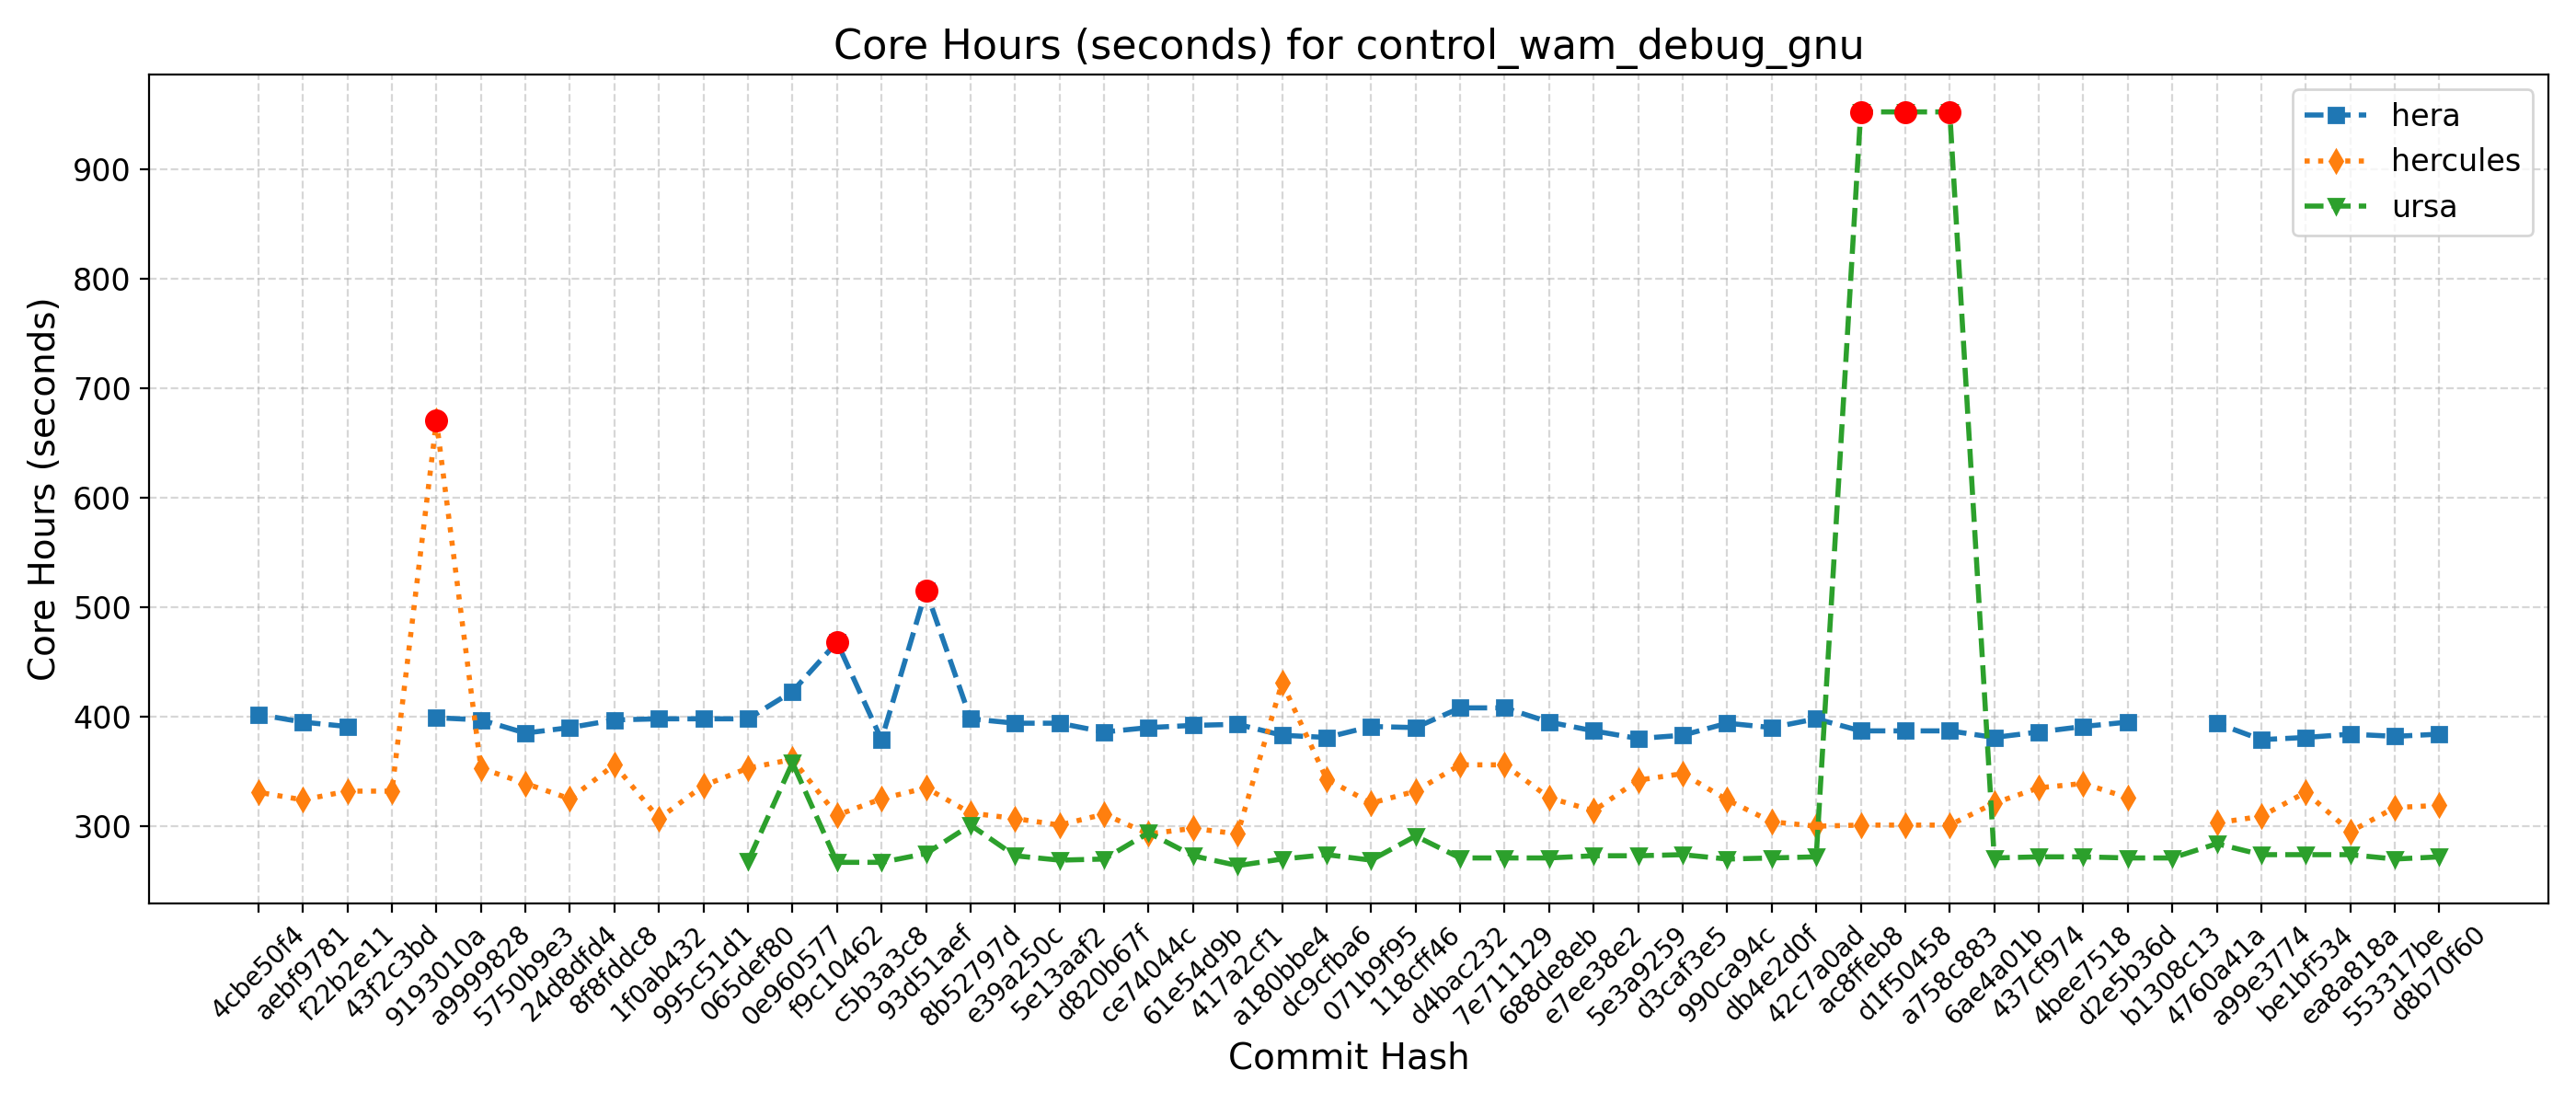 Core Hours (seconds) for control_wam_debug_gnu
hera
hercules
ursa
Core Hours (seconds)
900
800
700
600
500
400
300
4cbe50f4
aebf9781
f22b2e11
43f2c3bd
9193010a
a9999828
5750b9e3
24d8dfd4
8f8fddc8
1f0ab432
995c51d1
065def80
0e960577
f9c10462
c5b3a3c8
93d51aef
8b52797d
e39a250c
5e13aaf2
d820b67f
ce74044c
61e54d9b
417a2cf1
a180bbe4
dc9cfba6
071b9f95
118cff46
d4bac232
7e711129
688de8eb
e7ee38e2
5e3a9259
d3caf3e5
990ca94c
db4e2d0f
42c7a0ad
ac8ffeb8
d1f50458
a758c883
6ae4a01b
437cf974
4bee7518
d2e5b36d
b1308c13
4760a41a
a99e3774
be1bf534
ea8a818a
553317be
d8b70f60
Commit Hash